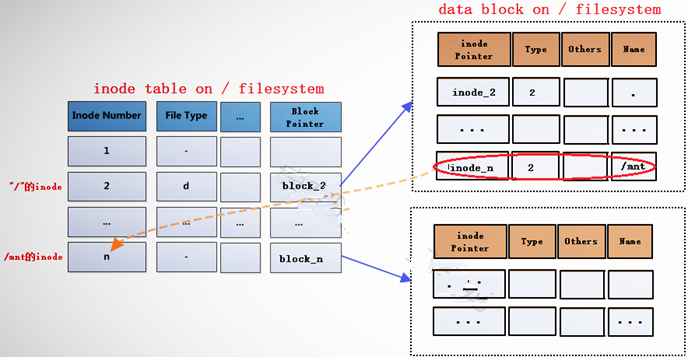 data block on / filesystem
inode Pointer Type Others Name
inode_2 2 .
...
inode_n 2 /mnt
inode table on / filesystem
Inode Number File Type ... Block Pointer
1 -
"/"的inode 2 d block_2
... ... ... ...
/mnt的inode n - block_n
inode Pointer Type Others Name
... ...